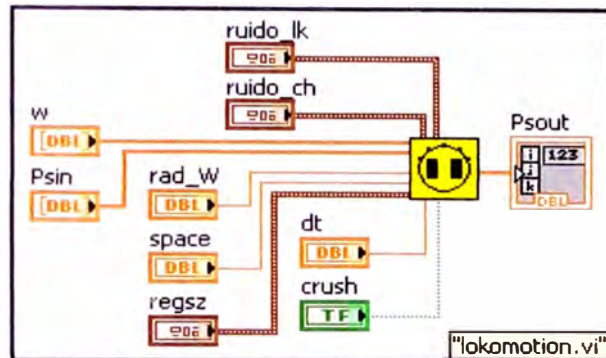 ruido_lk
ruido_ch
w
[DBL]
Psin
[DBL]
rad_W
DBL
space
DBL
regsz
dt
DBL
crush
TF
Psout
i
j
k
123
DBL
"lokomotion.vi"